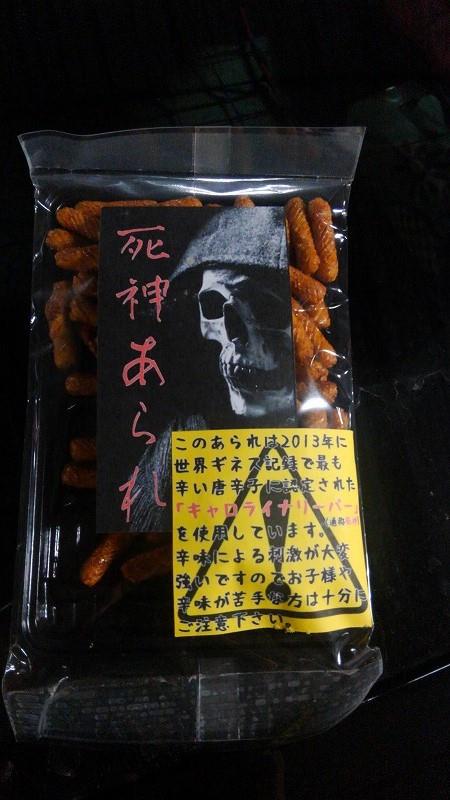 死神あられ
このあられは2013年に
世界ギネス記録で最も
辛い唐辛子に認定された
「キャロライナリーパー」
(通称死神)
を使用しています。
辛味による刺激が大変
強いですのでお子様や
辛味が苦手な方は十分に
ご注意下さい。